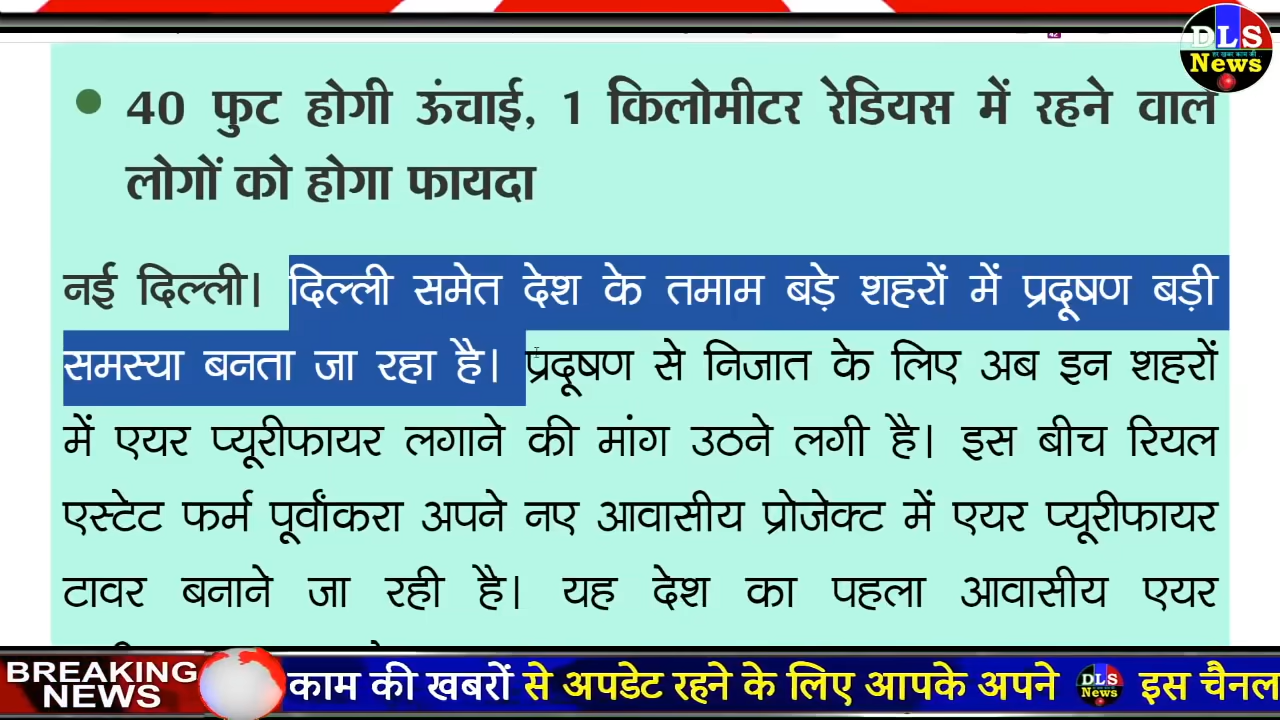 DLS
News
40 फुट होगी ऊंचाई, 1 किलोमीटर रेडियस में रहने वाले
लोगों को होगा फायदा
नई दिल्ली। दिल्ली समेत देश के तमाम बड़े शहरों में प्रदूषण बड़ी
समस्या बनता जा रहा है। प्रदूषण से निजात के लिए अब इन शहरों
में एयर प्यूरीफायर लगाने की मांग उठने लगी है। इस बीच रियल
एस्टेट फर्म पूर्वांकरा अपने नए आवासीय प्रोजेक्ट में एयर प्यूरीफायर
टावर बनाने जा रही है। यह देश का पहला आवासीय एयर
BREAKING
NEWS
काम की खबरों से अपडेट रहने के लिए आपके अपने DLS News इस चैनल